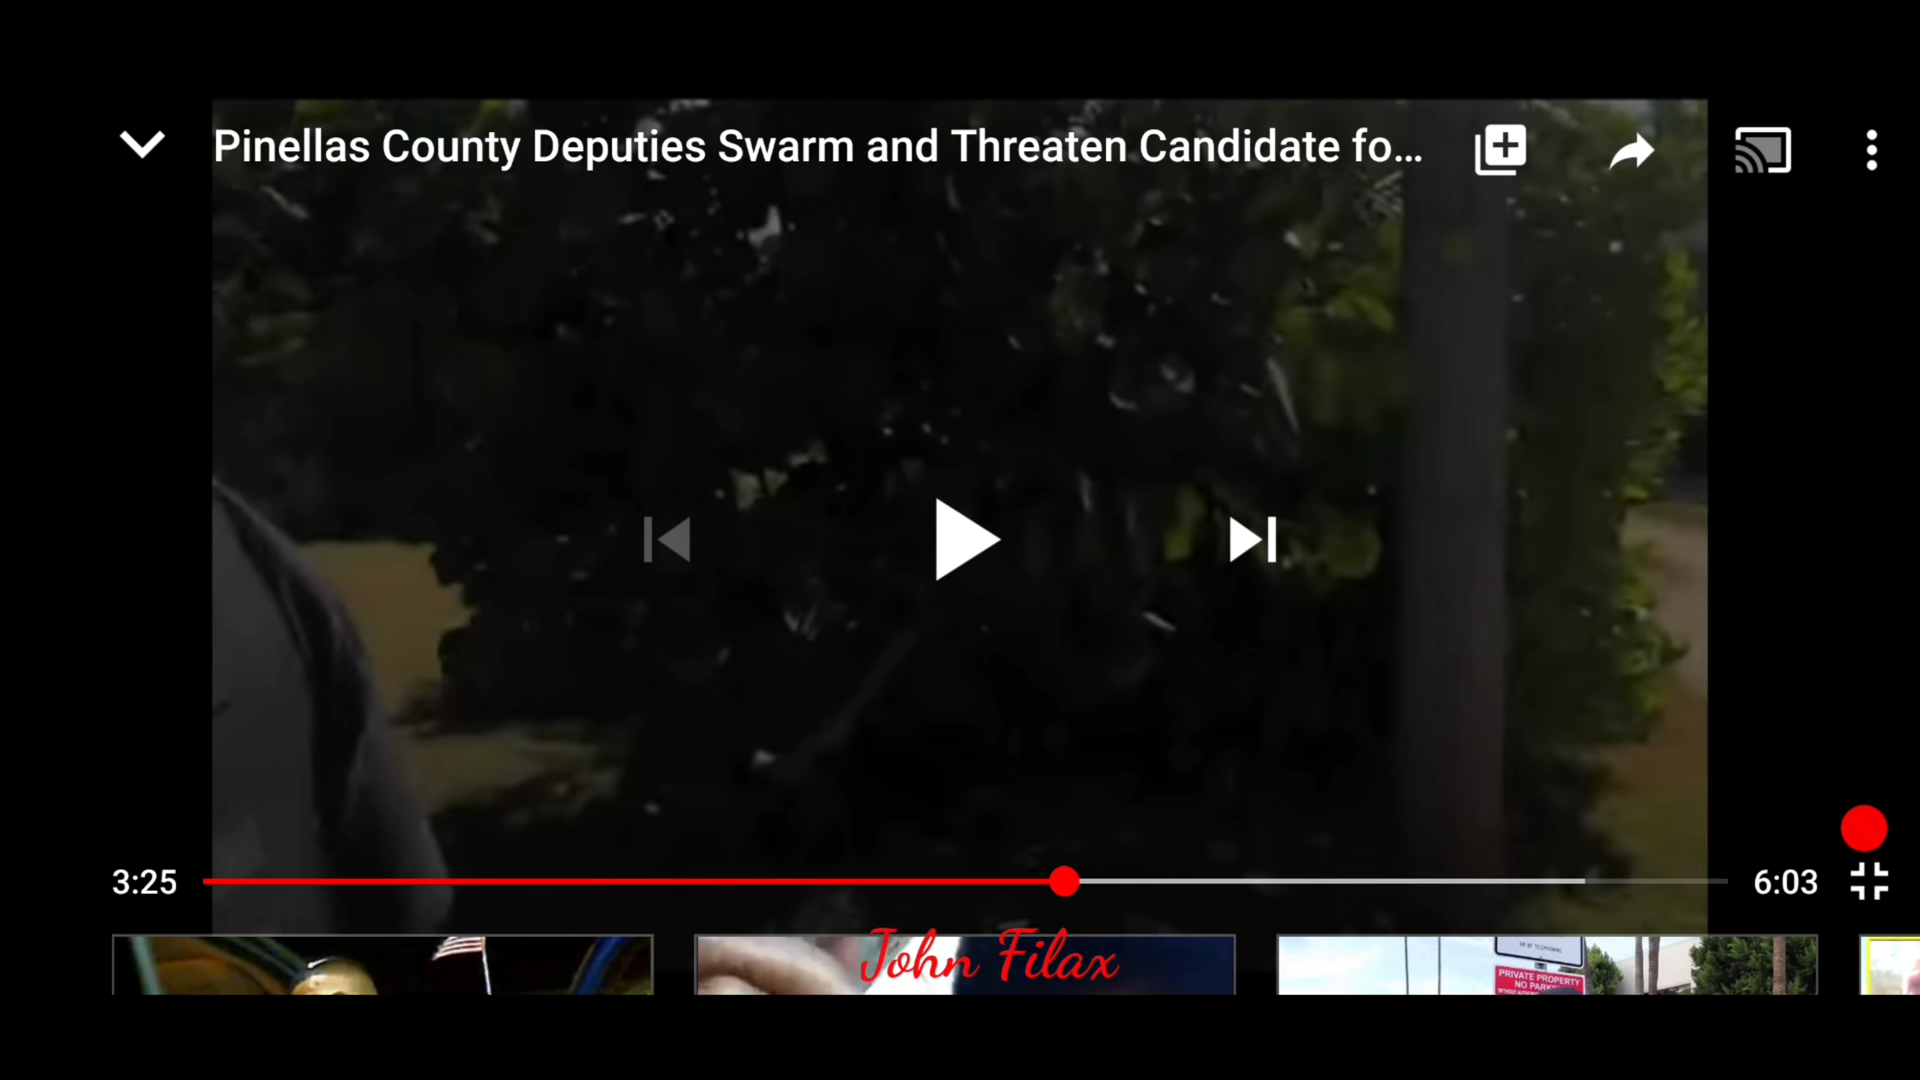 Pinellas County Deputies Swarm and Threaten Candidate fo...
3:25
6:03
John Filax
PRIVATE PROPERTY
NO PARK